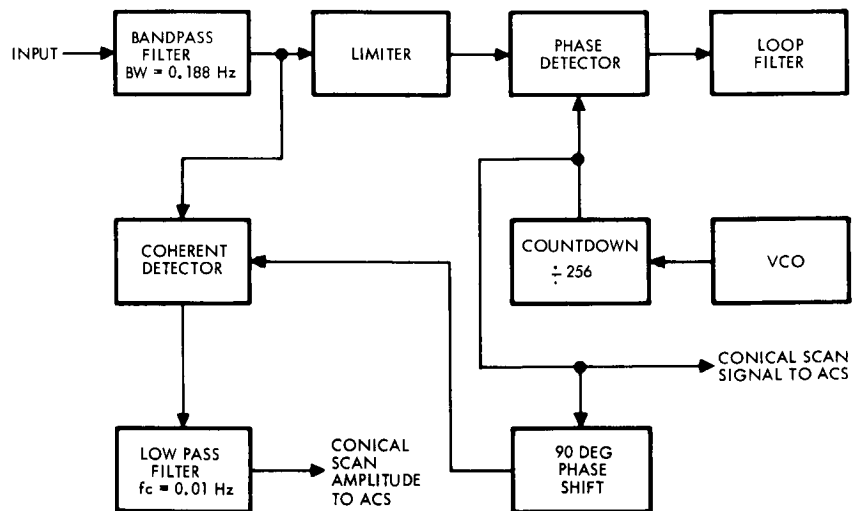 INPUT
BANDPASS
FILTER
BW = 0.188 Hz
LIMITER
PHASE
DETECTOR
LOOP
FILTER
COHERENT
DETECTOR
COUNTDOWN
÷ 256
VCO
CONICAL SCAN
SIGNAL TO ACS
LOW PASS
FILTER
fc = 0.01 Hz
CONICAL
SCAN
AMPLITUDE
TO ACS
90 DEG
PHASE
SHIFT